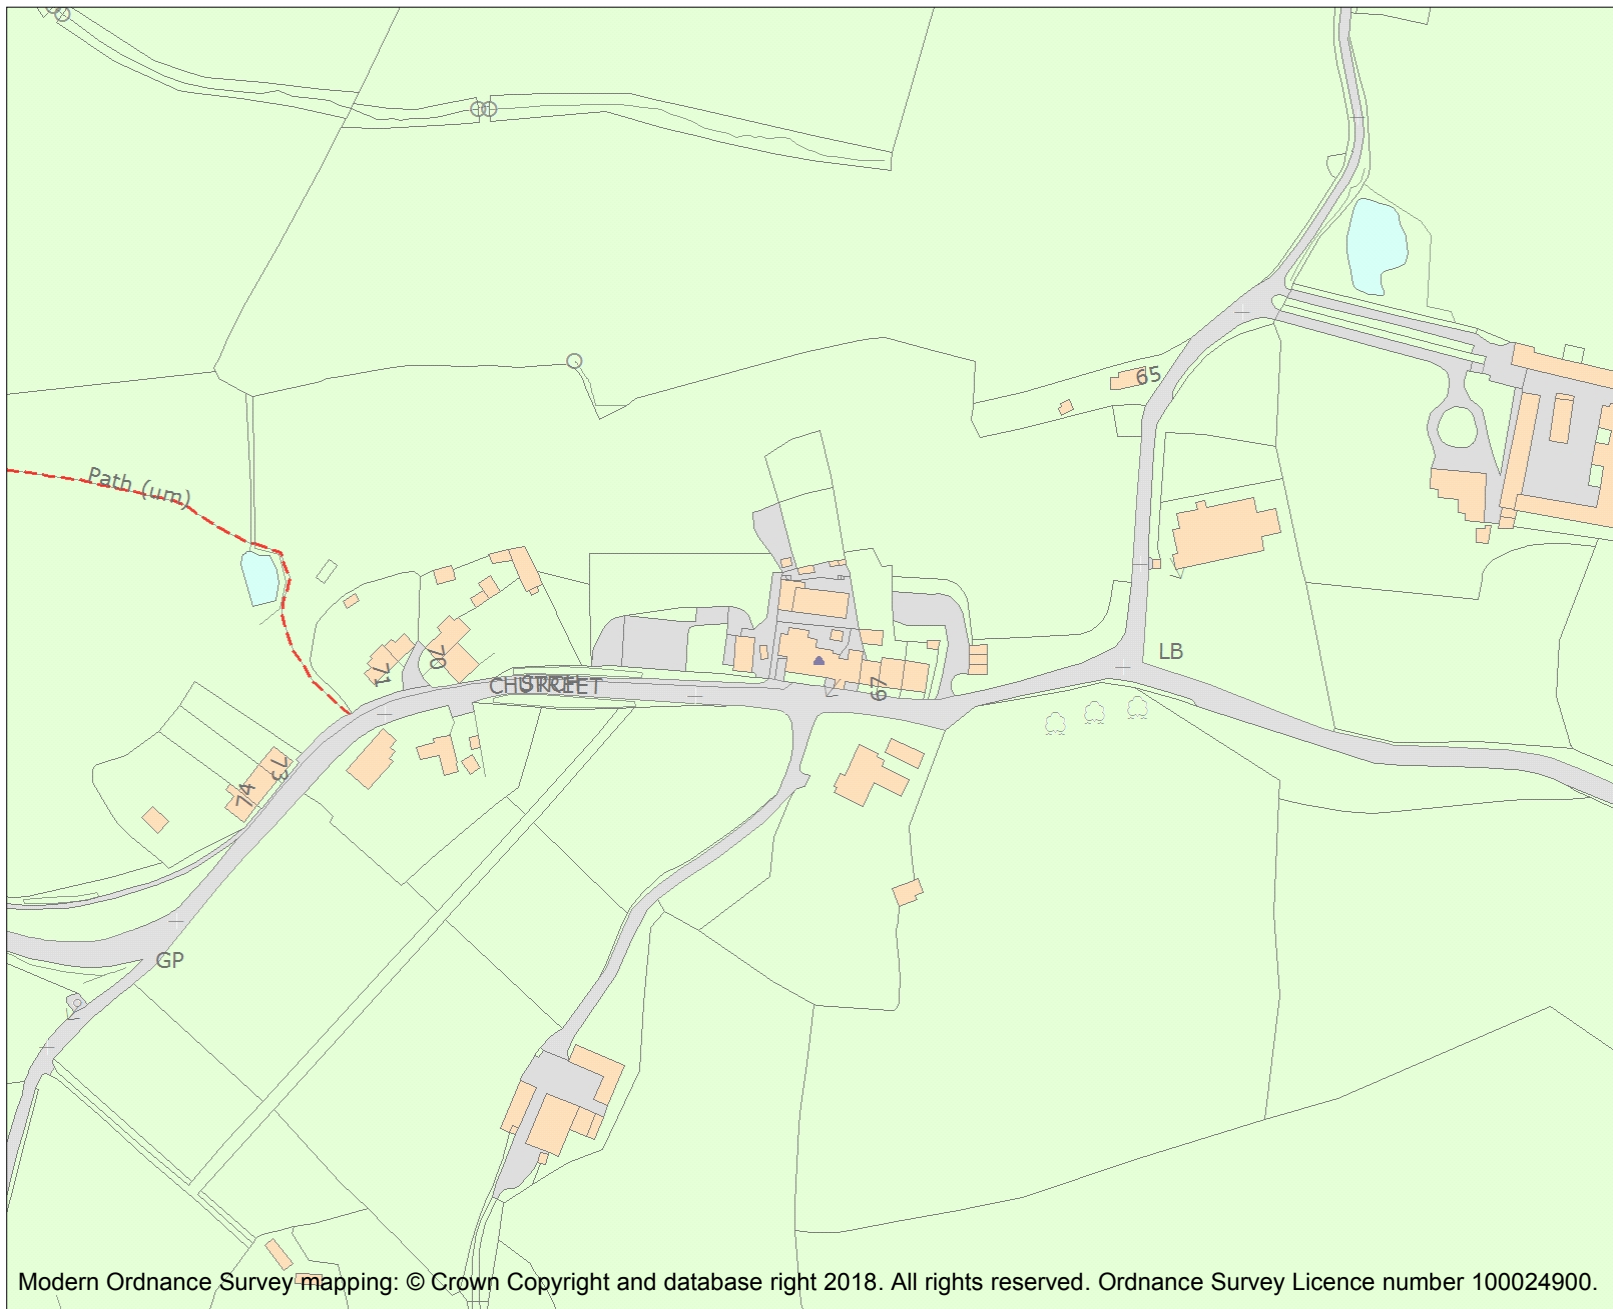 65
Path (um)
LB
70
71
CHURCH STREET
67
73
74
GP
Modern Ordnance Survey mapping: © Crown Copyright and database right 2018. All rights reserved. Ordnance Survey Licence number 100024900.